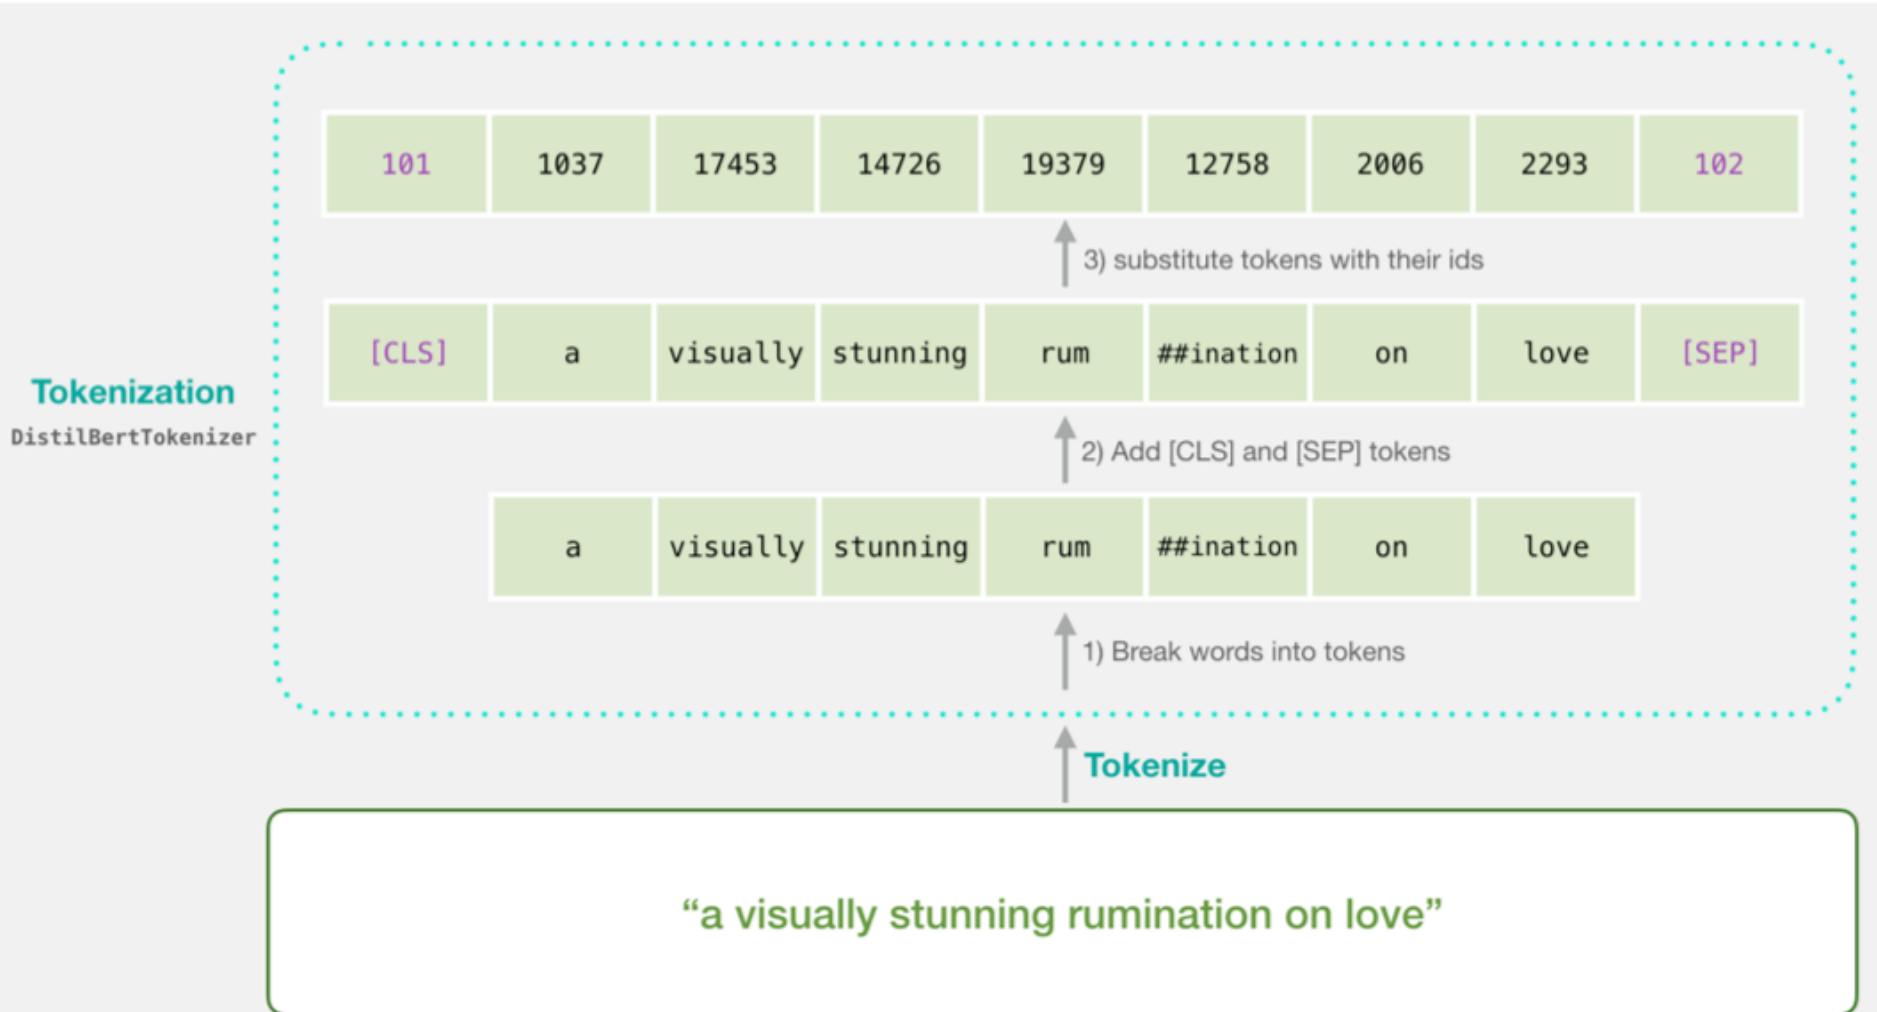 101 1037 17453 14726 19379 12758 2006 2293 102
3) substitute tokens with their ids
[CLS] a visually stunning rum ##ination on love [SEP]
Tokenization
DistilBertTokenizer
2) Add [CLS] and [SEP] tokens
a visually stunning rum ##ination on love
1) Break words into tokens
Tokenize
“a visually stunning rumination on love”